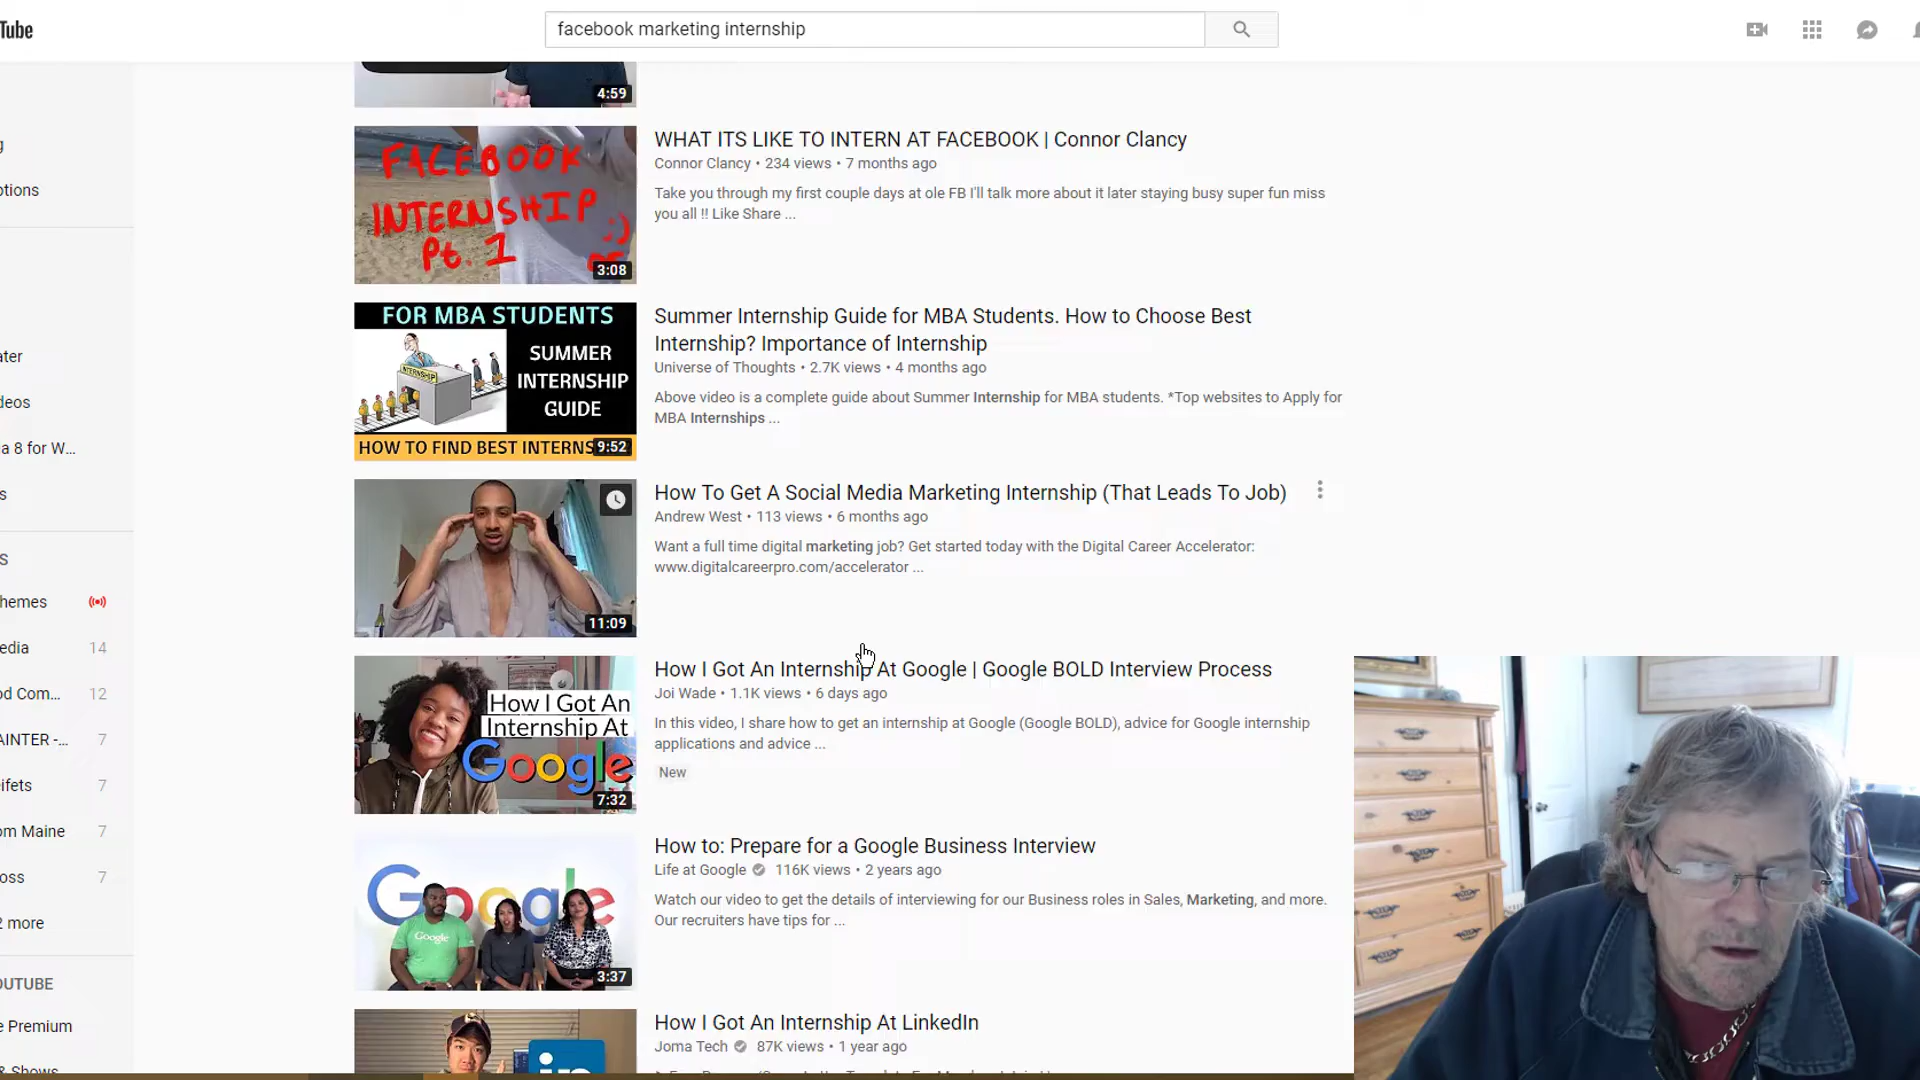 Tube
facebook marketing internship
4:59
FACEBOOK
INTERNSHIP
Pt. 1
:)
3:08
WHAT ITS LIKE TO INTERN AT FACEBOOK | Connor Clancy
Connor Clancy • 234 views • 7 months ago
Take you through my first couple days at ole FB I'll talk more about it later staying busy super fun miss
you all !! Like Share ...
FOR MBA STUDENTS
INTERNSHIP
SUMMER
INTERNSHIP
GUIDE
HOW TO FIND BEST INTERNS
9:52
Summer Internship Guide for MBA Students. How to Choose Best
Internship? Importance of Internship
Universe of Thoughts • 2.7K views • 4 months ago
Above video is a complete guide about Summer Internship for MBA students. *Top websites to Apply for
MBA Internships ...
11:09
How To Get A Social Media Marketing Internship (That Leads To Job)
Andrew West • 113 views • 6 months ago
Want a full time digital marketing job? Get started today with the Digital Career Accelerator:
www.digitalcareerpro.com/accelerator ...
How I Got An
Internship At
Google
7:32
How I Got An Internship At Google | Google BOLD Interview Process
Joi Wade • 1.1K views • 6 days ago
In this video, I share how to get an internship at Google (Google BOLD), advice for Google internship
applications and advice ...
New
Google
Google
3:37
How to: Prepare for a Google Business Interview
Life at Google 116K views • 2 years ago
Watch our video to get the details of interviewing for our Business roles in Sales, Marketing, and more.
Our recruiters have tips for ...
in
How I Got An Internship At LinkedIn
Joma Tech 87K views • 1 year ago
g
otions
ater
deos
a 8 for W...
s
S
hemes
edia 14
od Com... 12
AINTER -... 7
ifets 7
om Maine 7
oss 7
2 more
OUTUBE
e Premium
& Shows